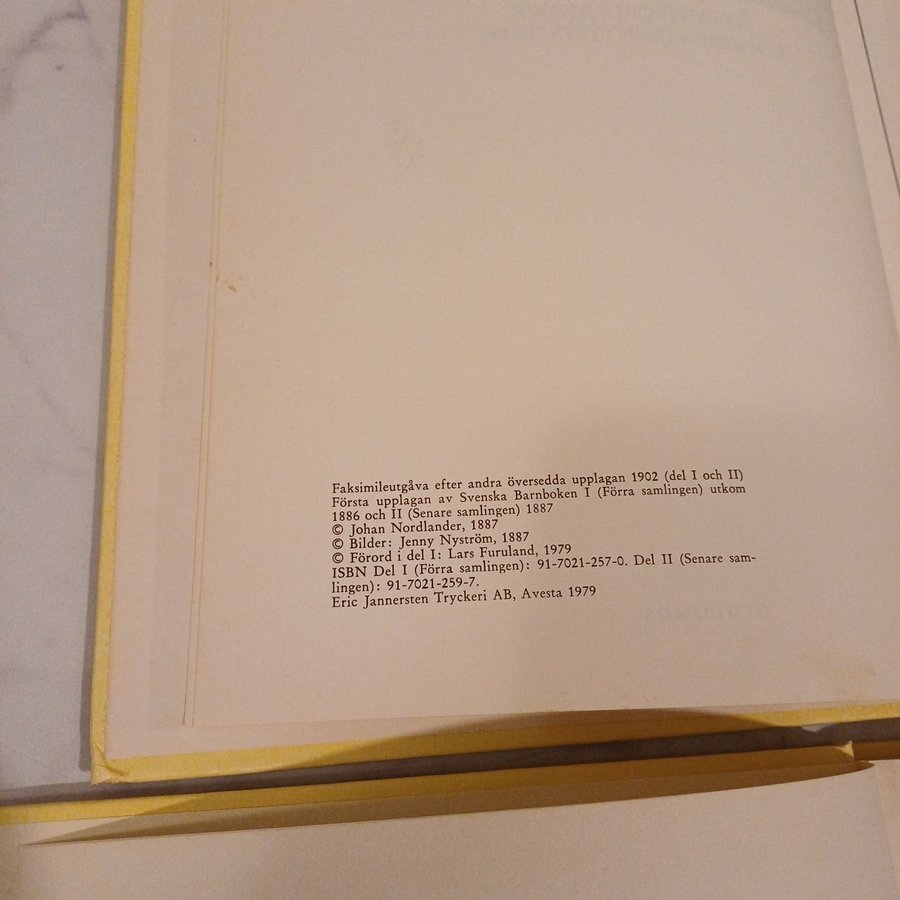 Faksimileutgåva efter andra översedda upplagan 1902 (del I och II)
Första upplagan av Svenska Barnboken I (Förra samlingen) utkom
1886 och II (Senare samlingen) 1887
© Johan Nordlander, 1887
© Bilder: Jenny Nyström, 1887
© Förord i del I: Lars Furuland, 1979
ISBN Del I (Förra samlingen): 91-7021-257-0. Del II (Senare sam-
lingen): 91-7021-259-7.
Eric Jannersten Tryckeri AB, Avesta 1979